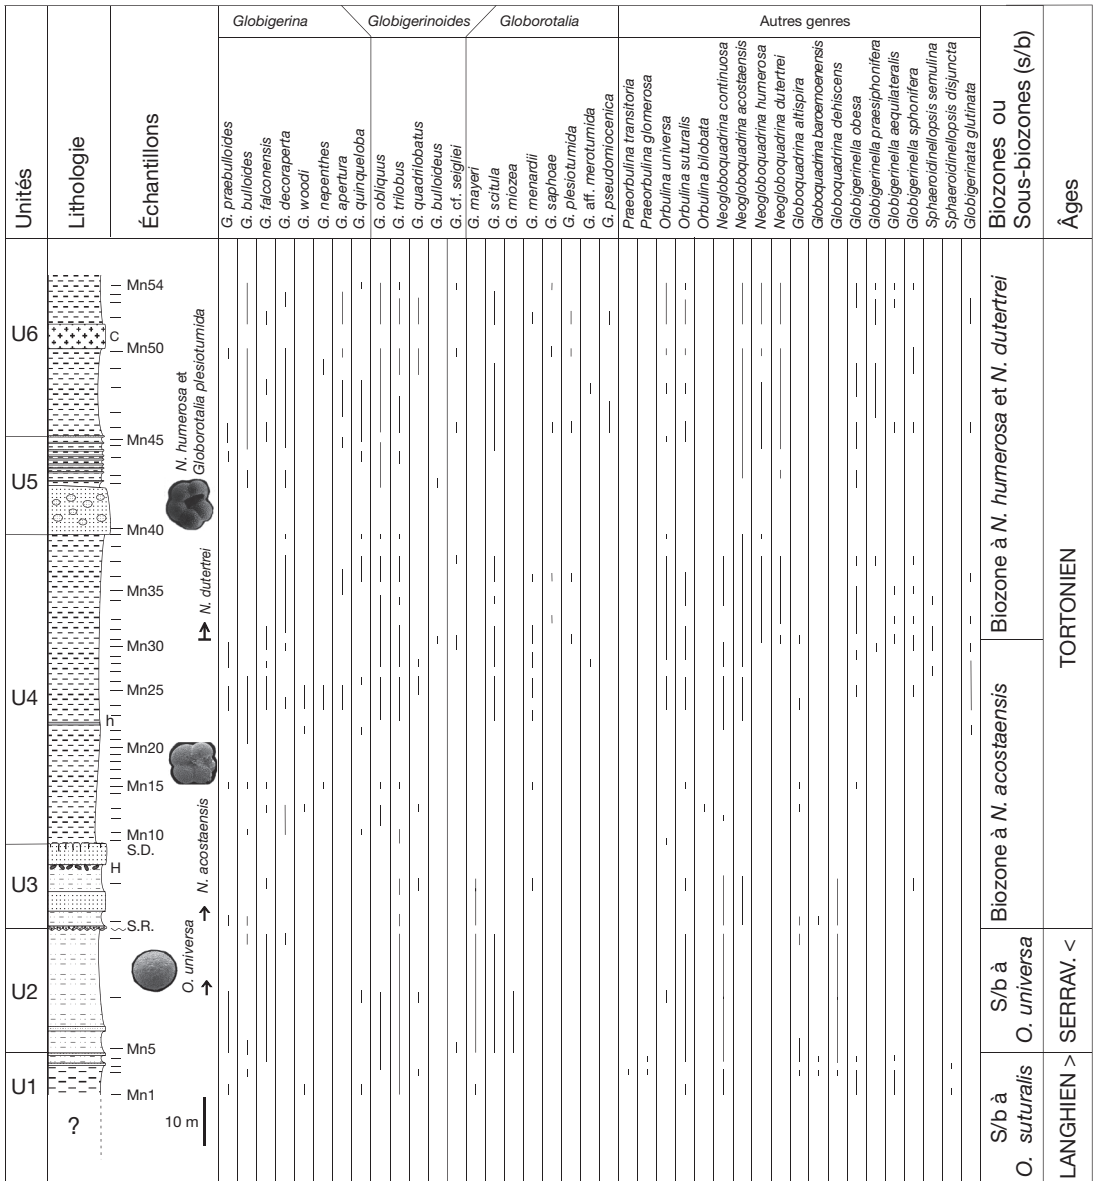 Unités
Lithologie
Échantillons
Globigerina
Globigerinoides
Globorotalia
Autres genres
Biozones ou
Sous-biozones (s/b)
Âges
G. praebulloides
G. bulloides
G. falconensis
G. decoraperta
G. woodi
G. nepenthes
G. apertura
G. quinqueloba
G. obliquus
G. trilobus
G. quadrilobatus
G. bulloideus
G. cf. seigliei
G. mayeri
G. scitula
G. miozea
G. menardii
G. saphoae
G. plesiotumida
G. aff. merotumida
G. pseudomiocenica
Praeorbulina transitoria
Praeorbulina glomerosa
Orbulina universa
Orbulina suturalis
Orbulina bilobata
Neogloboquadrina continuosa
Neogloboquadrina acostaensis
Neogloboquadrina humerosa
Neogloboquadrina dutertrei
Globoquadrina altispira
Globoquadrina baroemoenensis
Globoquadrina dehiscens
Globigerinella obesa
Globigerinella praesiphonifera
Globigerinella aequilateralis
Globigerinella siphonifera
Sphaeroidinellopsis semulina
Sphaeroidinellopsis disjuncta
Globigerinata glutinata
U6
U5
U4
U3
U2
U1
?
Mn54
C
Mn50
Mn45
Mn40
Mn35
Mn30
Mn25
h
Mn20
Mn15
Mn10
S.D.
H
S.R.
Mn5
Mn1
10 m
N. humerosa et
Globorotalia plesiotumida
N. dutertrei
N. acostaensis
O. universa
Biozone à N. humerosa et N. dutertrei
Biozone à N. acostaensis
S/b à
O. universa
S/b à
O. suturalis
TORTONIEN
SERRAV. <
LANGHIEN >